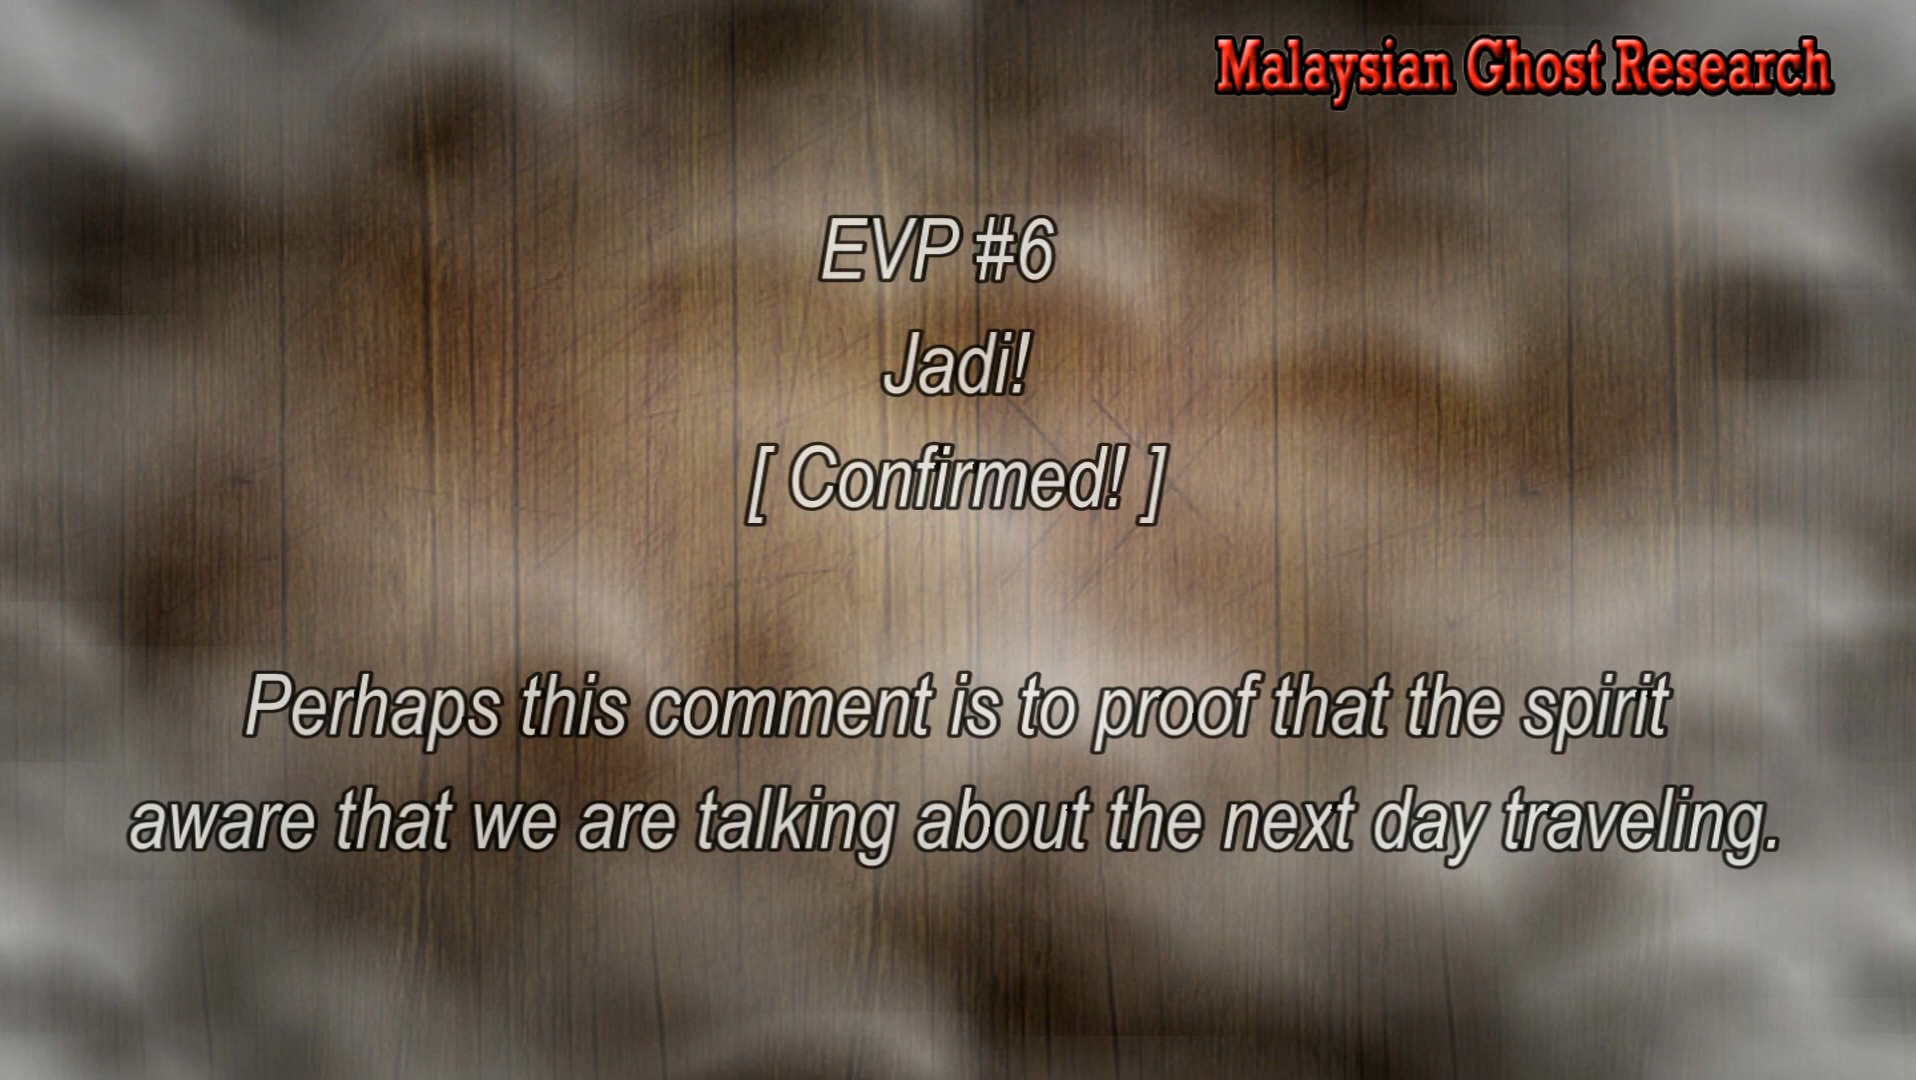 Malaysian Ghost Research
EVP #6
Jadi!
[ Confirmed! ]
Perhaps this comment is to proof that the spirit
aware that we are talking about the next day traveling.